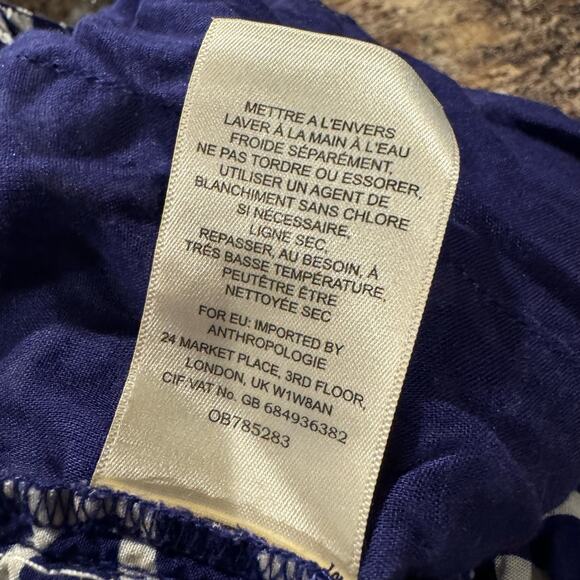 METTRE A L'ENVERS
LAVER À LA MAIN À L'EAU
FROIDE SÉPARÉMENT,
NE PAS TORDRE OU ESSORER,
UTILISER UN AGENT DE
BLANCHIMENT SANS CHLORE
SI NÉCESSAIRE,
LIGNE SEC,
REPASSER, AU BESOIN, À
TRÉS BASSE TEMPÉRATURE,
PEUTÊTRE ÊTRE
NETTOYÉE SEC
FOR EU: IMPORTED BY
ANTHROPOLOGIE
24 MARKET PLACE, 3RD FLOOR,
LONDON, UK W1W8AN
CIF/VAT No. GB 684936382
OB785283